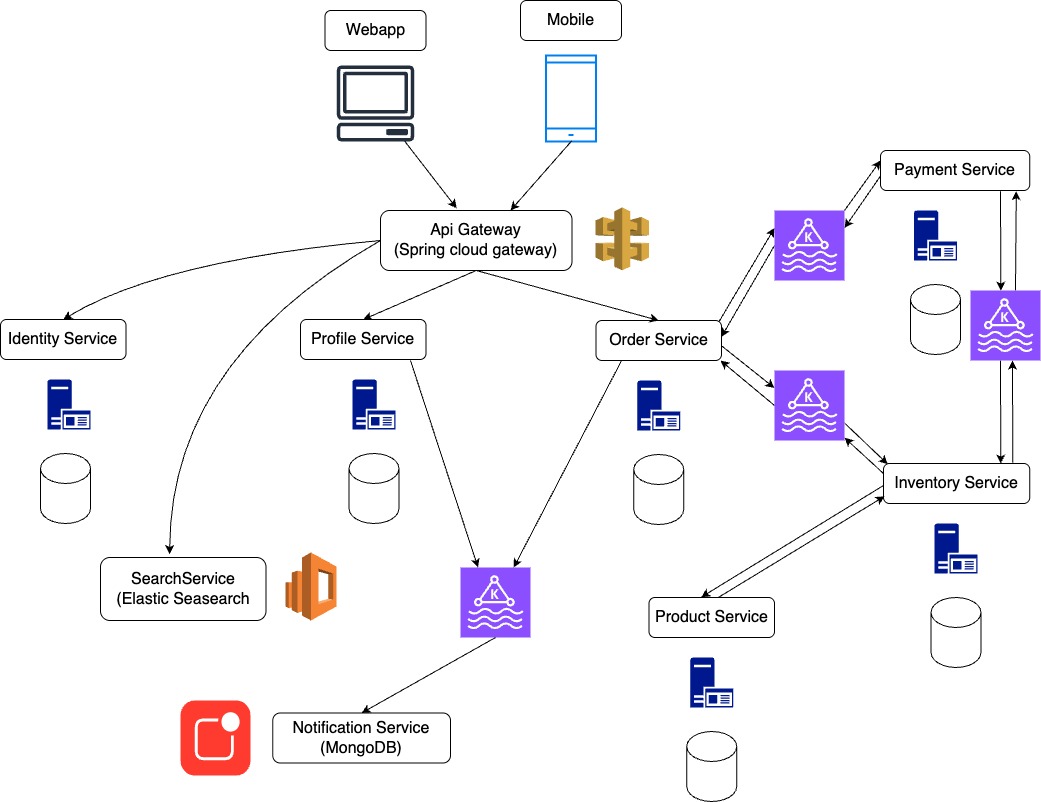 Webapp
Mobile
Api Gateway
(Spring cloud gateway)
Payment Service
K
K
Identity Service
Profile Service
Order Service
K
Inventory Service
SearchService
(Elastic Seasearch
K
Product Service
Notification Service
(MongoDB)